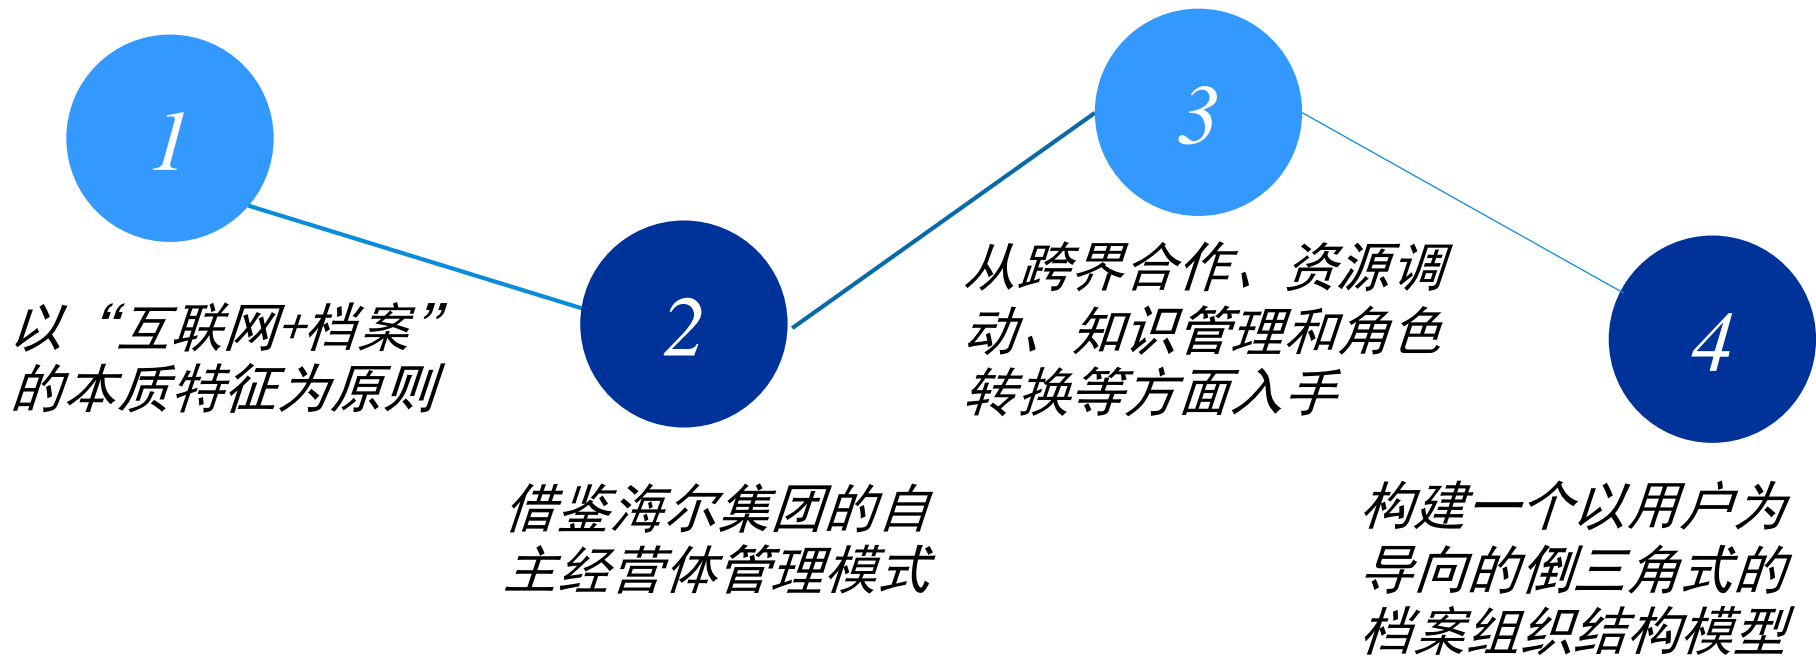 1
以“互联网+档案”
的本质特征为原则
2
借鉴海尔集团的自
主经营体管理模式
3
从跨界合作、资源调
动、知识管理和角色
转换等方面入手
4
构建一个以用户为
导向的倒三角式的
档案组织结构模型